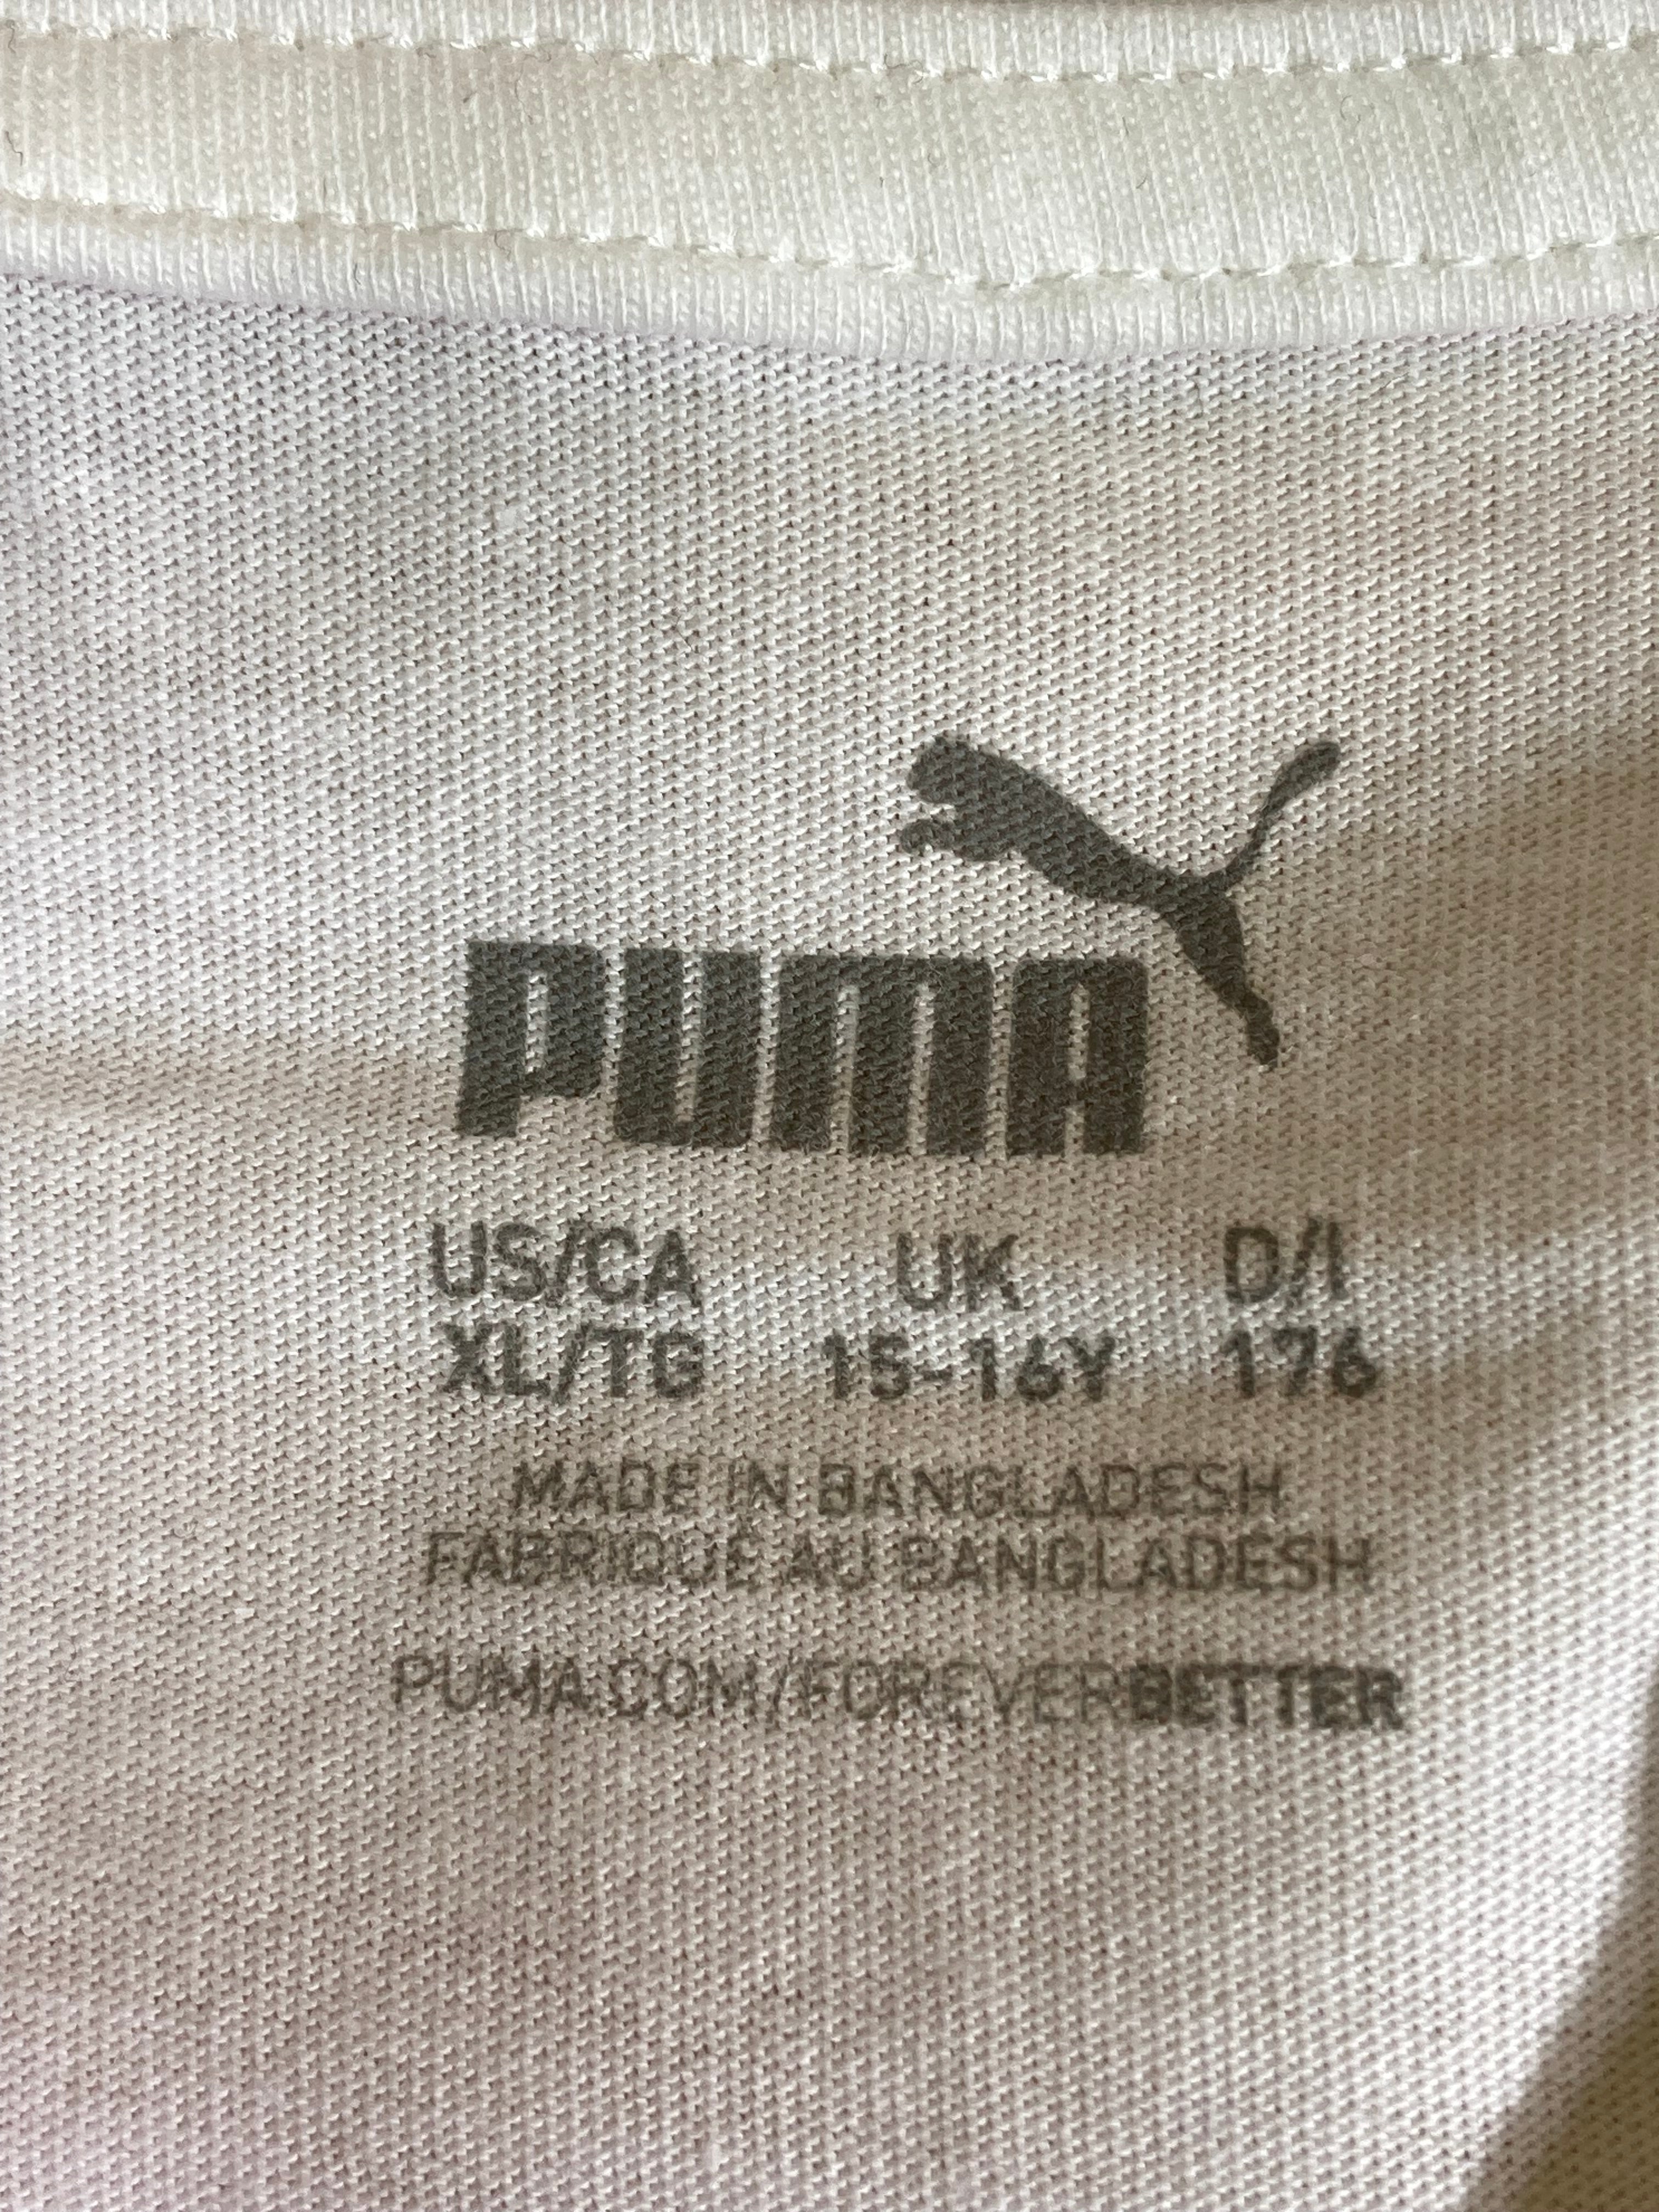 PUMA
US/CA UK D/I
XL/TG 15-16Y 176
MADE IN BANGLADESH
FABRIQUÉ AU BANGLADESH
PUMA.COM/FOREVERBETTER